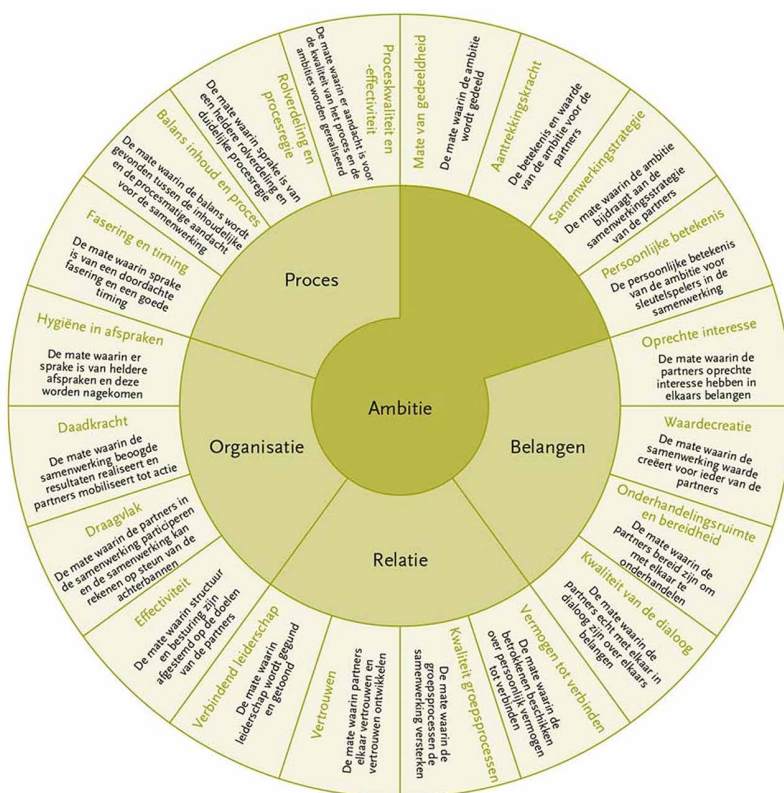 Mate van gedeeldheid
De mate waarin de ambitie
wordt gedeeld
Aantrekkingskracht
De betekenis en waarde
van de ambitie voor de
partners
Samenwerkingsstrategie
De mate waarin de ambitie
bijdraagt aan de
samenwerkingsstrategie
van de partners
Persoonlijke betekenis
De persoonlijke betekenis
van de ambitie voor
sleutelspelers in de
samenwerking
Oprechte interesse
De mate waarin de
partners oprechte
interesse hebben in
elkaars belangen
Waardecreatie
De mate waarin de
samenwerking waarde
creëert voor ieder van de
partners
Onderhandelingsruimte
en bereidheid
De mate waarin de
partners bereid zijn om
met elkaar te
onderhandelen
Kwaliteit van de dialoog
De mate waarin de
partners echt met elkaar in
dialoog zijn over elkaars
belangen
Vermogen tot verbinden
De mate waarin de
betrokkenen beschikken
over persoonlijk vermogen
tot verbinden
Kwaliteit groepsprocessen
De mate waarin de
groepsprocessen de
samenwerking versterken
Vertrouwen
De mate waarin partners
elkaar vertrouwen en
vertrouwen ontwikkelen
Verbindend leiderschap
De mate waarin
leiderschap wordt gegund
en getoond
Effectiviteit
De mate waarin structuur
en besturing zijn
afgestemd op de doelen
van de partners
Draagvlak
De mate waarin de partners in
de samenwerking participeren
en de samenwerking kan
rekenen op steun van de
achterbannen
Daadkracht
De mate waarin de
samenwerking beoogde
resultaten realiseert en
partners mobiliseert tot actie
Hygiëne in afspraken
De mate waarin er
sprake is van heldere
afspraken en deze
worden nagekomen
Fasering en timing
De mate waarin sprake
is van een doordachte
fasering en een goede
timing
Balans inhoud en proces
De mate waarin de balans wordt
gevonden tussen de inhoudelijke
en de procesmatige aandacht
voor de samenwerking
Rolverdeling en
procesregie
De mate waarin sprake is van
een heldere rolverdeling en
duidelijke procesregie
Proceskwaliteit en
-effectiviteit
De mate waarin er aandacht is voor
de kwaliteit van het proces en de
ambities worden gerealiseerd
Proces
Ambitie
Organisatie
Belangen
Relatie